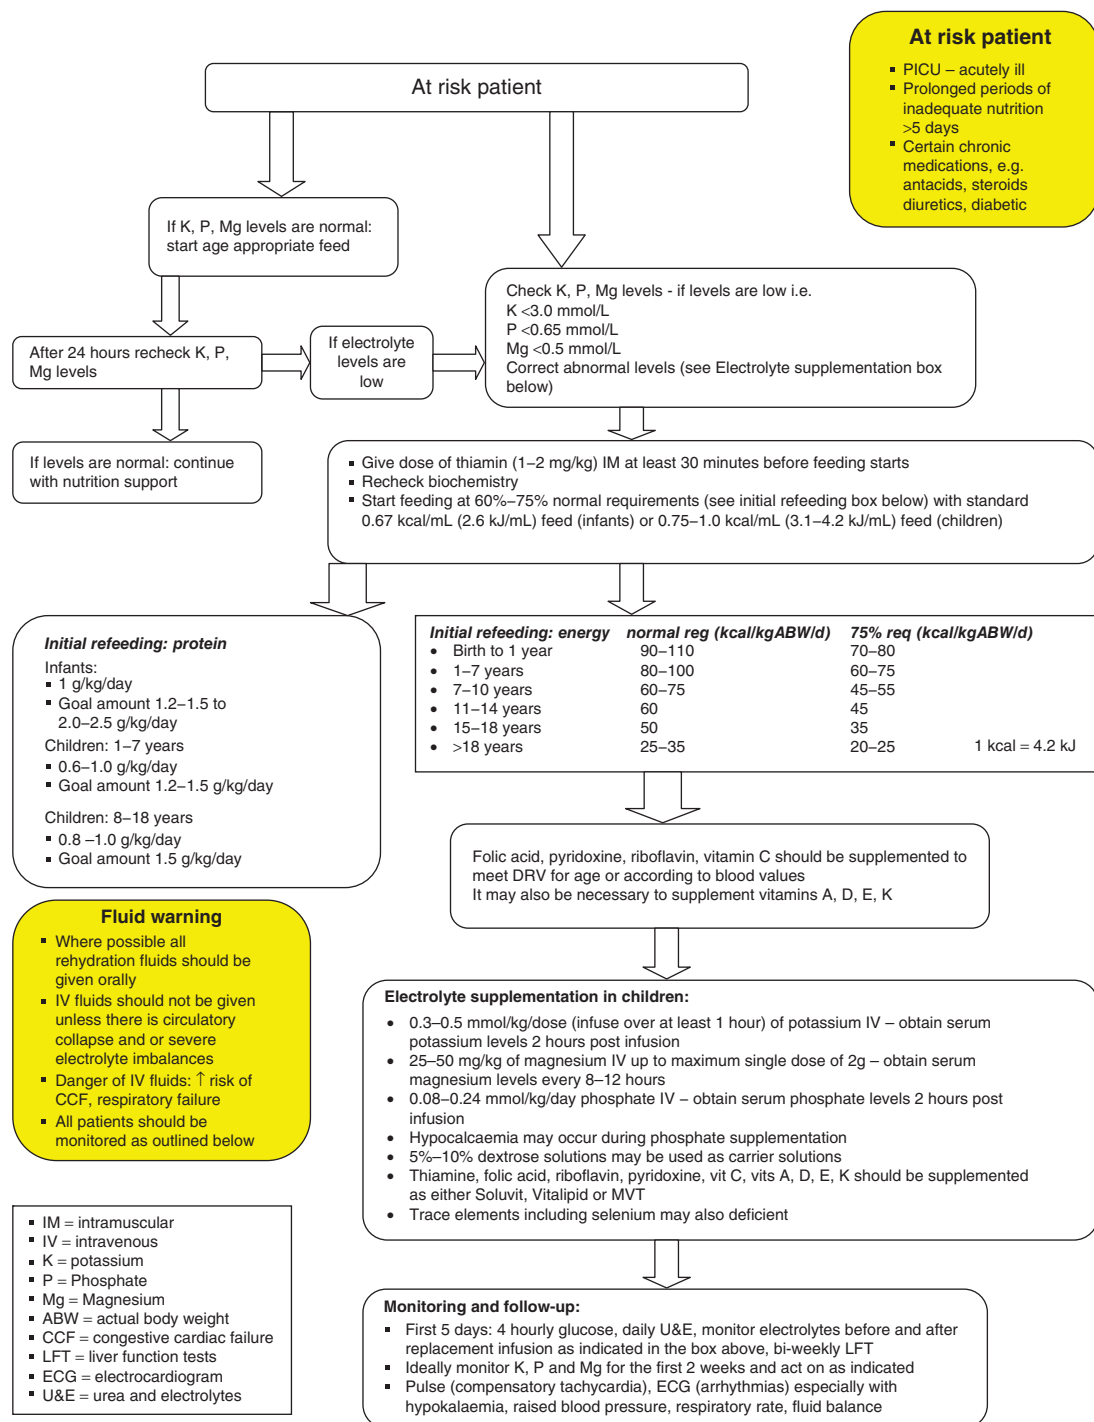 At risk patient
▪ PICU – acutely ill
▪ Prolonged periods of
inadequate nutrition
>5 days
▪ Certain chronic
medications, e.g.
antacids, steroids
diuretics, diabetic
At risk patient
If K, P, Mg levels are normal:
start age appropriate feed
Check K, P, Mg levels - if levels are low i.e.
K <3.0 mmol/L
P <0.65 mmol/L
Mg <0.5 mmol/L
Correct abnormal levels (see Electrolyte supplementation box
below)
After 24 hours recheck K, P,
Mg levels
If electrolyte
levels are
low
If levels are normal: continue
with nutrition support
▪ Give dose of thiamin (1–2 mg/kg) IM at least 30 minutes before feeding starts
▪ Recheck biochemistry
▪ Start feeding at 60%–75% normal requirements (see initial refeeding box below) with standard
0.67 kcal/mL (2.6 kJ/mL) feed (infants) or 0.75–1.0 kcal/mL (3.1–4.2 kJ/mL) feed (children)
Initial refeeding: protein
Infants:
▪ 1 g/kg/day
▪ Goal amount 1.2–1.5 to
2.0–2.5 g/kg/day
Children: 1–7 years
▪ 0.6–1.0 g/kg/day
▪ Goal amount 1.2–1.5 g/kg/day
Children: 8–18 years
▪ 0.8 –1.0 g/kg/day
▪ Goal amount 1.5 g/kg/day
Initial refeeding: energy normal reg (kcal/kgABW/d) 75% req (kcal/kgABW/d)
• Birth to 1 year 90–110 70–80
• 1–7 years 80–100 60–75
• 7–10 years 60–75 45–55
• 11–14 years 60 45
• 15–18 years 50 35
• >18 years 25–35 20–25 1 kcal = 4.2 kJ
Folic acid, pyridoxine, riboflavin, vitamin C should be supplemented to
meet DRV for age or according to blood values
It may also be necessary to supplement vitamins A, D, E, K
Fluid warning
▪ Where possible all
rehydration fluids should be
given orally
▪ IV fluids should not be given
unless there is circulatory
collapse and or severe
electrolyte imbalances
▪ Danger of IV fluids: ↑ risk of
CCF, respiratory failure
▪ All patients should be
monitored as outlined below
Electrolyte supplementation in children:
• 0.3–0.5 mmol/kg/dose (infuse over at least 1 hour) of potassium IV – obtain serum
potassium levels 2 hours post infusion
• 25–50 mg/kg of magnesium IV up to maximum single dose of 2g – obtain serum
magnesium levels every 8–12 hours
• 0.08–0.24 mmol/kg/day phosphate IV – obtain serum phosphate levels 2 hours post
infusion
• Hypocalcaemia may occur during phosphate supplementation
• 5%–10% dextrose solutions may be used as carrier solutions
• Thiamine, folic acid, riboflavin, pyridoxine, vit C, vits A, D, E, K should be supplemented
as either Soluvit, Vitalipid or MVT
• Trace elements including selenium may also deficient
▪ IM = intramuscular
▪ IV = intravenous
▪ K = potassium
▪ P = Phosphate
▪ Mg = Magnesium
▪ ABW = actual body weight
▪ CCF = congestive cardiac failure
▪ LFT = liver function tests
▪ ECG = electrocardiogram
▪ U&E = urea and electrolytes
Monitoring and follow-up:
▪ First 5 days: 4 hourly glucose, daily U&E, monitor electrolytes before and after
replacement infusion as indicated in the box above, bi-weekly LFT
▪ Ideally monitor K, P and Mg for the first 2 weeks and act on as indicated
▪ Pulse (compensatory tachycardia), ECG (arrhythmias) especially with
hypokalaemia, raised blood pressure, respiratory rate, fluid balance